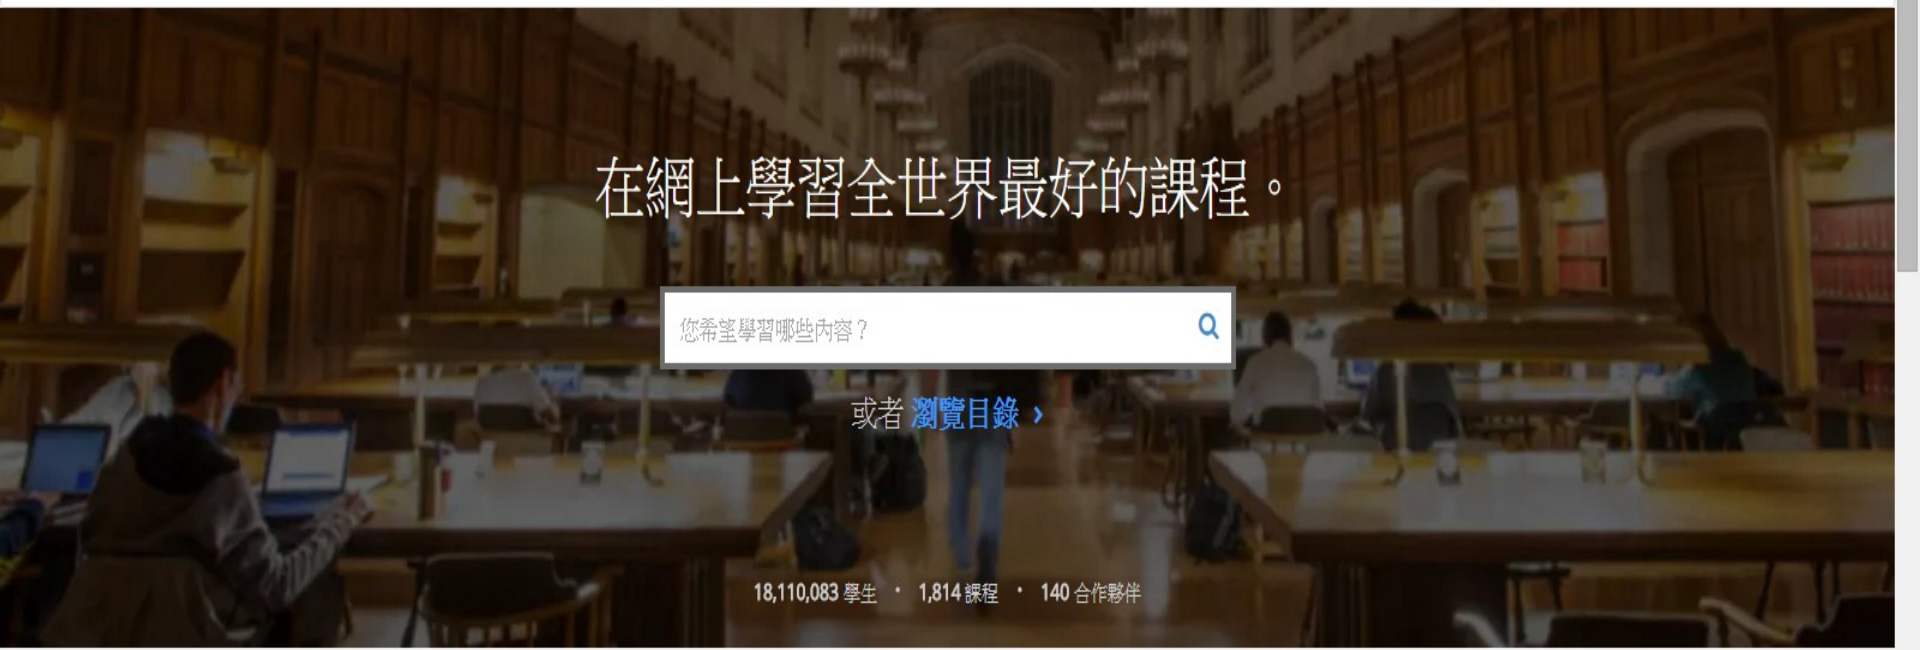 在網上學習全世界最好的課程。
您希望學習哪些內容？
或者 瀏覽目錄 ›
18,110,083 學生 · 1,814 課程 · 140 合作夥伴